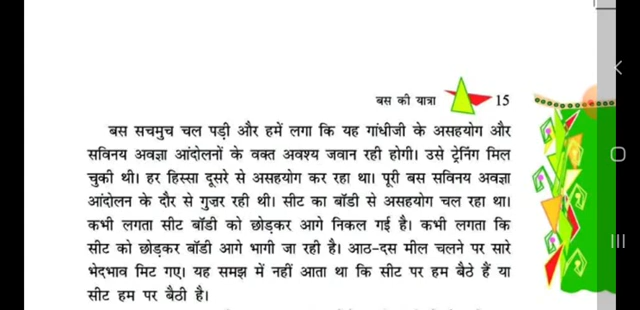 बस की यात्रा 15
बस सचमुच चल पड़ी और हमें लगा कि यह गांधीजी के असहयोग और
सविनय अवज्ञा आंदोलनों के वक्त अवश्य जवान रही होगी। उसे ट्रेनिंग मिल
चुकी थी। हर हिस्सा दूसरे से असहयोग कर रहा था। पूरी बस सविनय अवज्ञा
आंदोलन के दौर से गुज़र रही थी। सीट का बॉडी से असहयोग चल रहा था।
कभी लगता सीट बॉडी को छोड़कर आगे निकल गई है। कभी लगता कि
सीट को छोड़कर बॉडी आगे भागी जा रही है। आठ-दस मील चलने पर सारे
भेदभाव मिट गए। यह समझ में नहीं आता था कि सीट पर हम बैठे हैं या
सीट हम पर बैठी है।